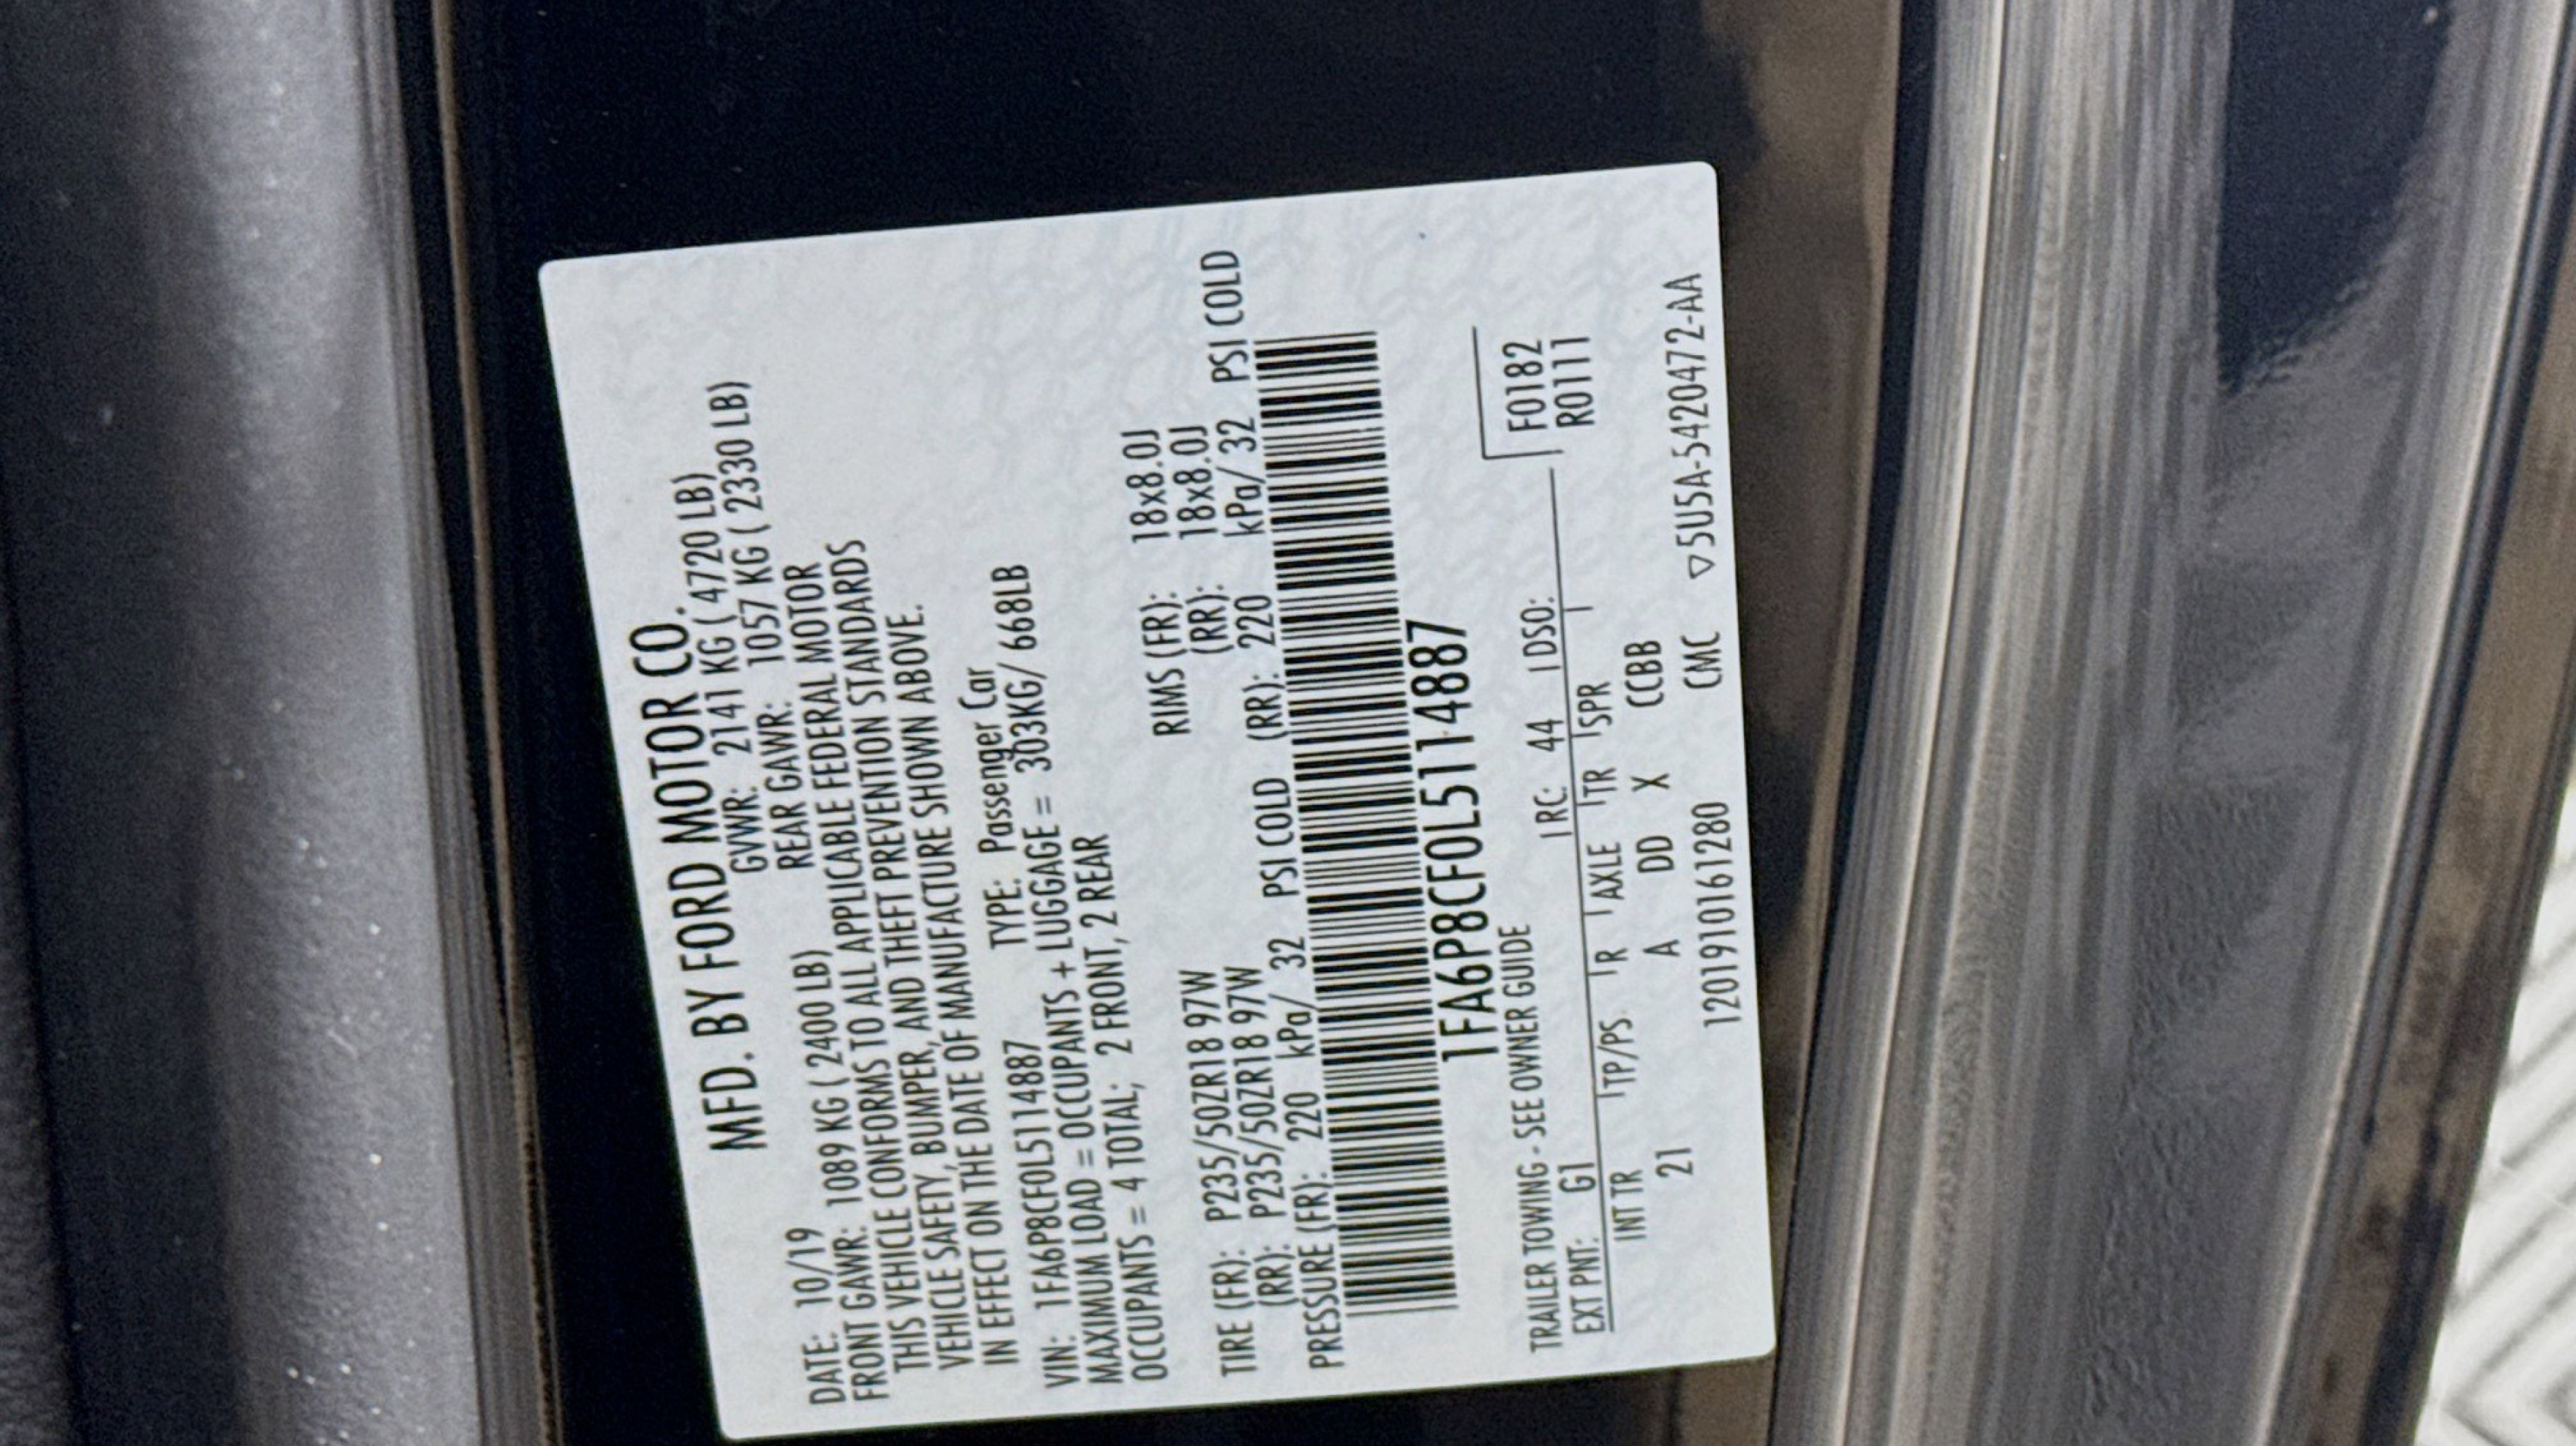 MFD. BY FORD MOTOR CO.
DATE: 10/19 GVWR: 2141 KG ( 4720 LB)
FRONT GAWR: 1089 KG ( 2400 LB) REAR GAWR: 1057 KG ( 2330 LB)
THIS VEHICLE CONFORMS TO ALL APPLICABLE FEDERAL MOTOR
VEHICLE SAFETY, BUMPER, AND THEFT PREVENTION STANDARDS
IN EFFECT ON THE DATE OF MANUFACTURE SHOWN ABOVE.
VIN: 1FA6P8CF0L5114887 TYPE: Passenger Car
MAXIMUM LOAD = OCCUPANTS + LUGGAGE = 303KG/ 668LB
OCCUPANTS = 4 TOTAL; 2 FRONT, 2 REAR
TIRE (FR): P235/50ZR18 97W RIMS (FR): 18x8.0J
(RR): P235/50ZR18 97W (RR): 18x8.0J
PRESSURE (FR): 220 kPa/ 32 PSI COLD (RR): 220 kPa/ 32 PSI COLD
1FA6P8CF0L5114887
TRAILER TOWING - SEE OWNER GUIDE
F0182
R0111
EXT PNT: G1 RC: 44 DSO:
INT TR TP/PS R AXLE TR SPR
21 A DD X CCBB
12019101612​80 CMC ▽5U5A-5420472-AA